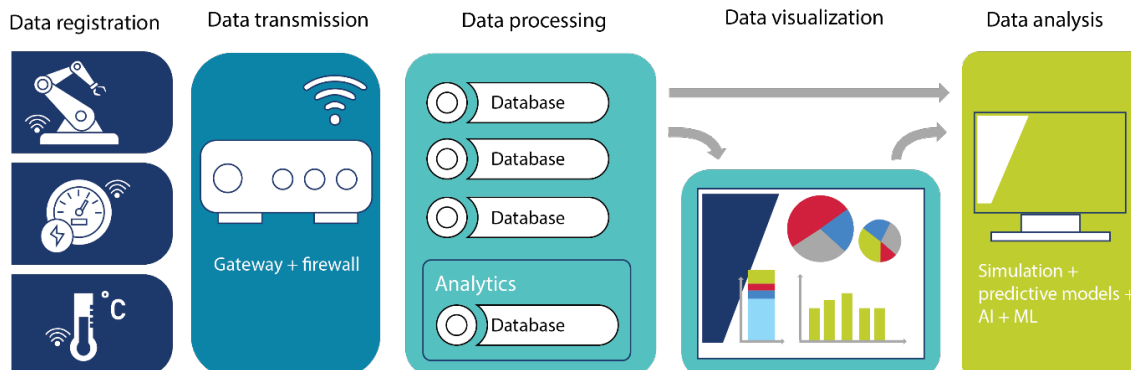 Data registration
Data transmission
Data processing
Data visualization
Data analysis
°C
Gateway + firewall
Database
Database
Database
Analytics
Database
Simulation +
predictive models +
AI + ML